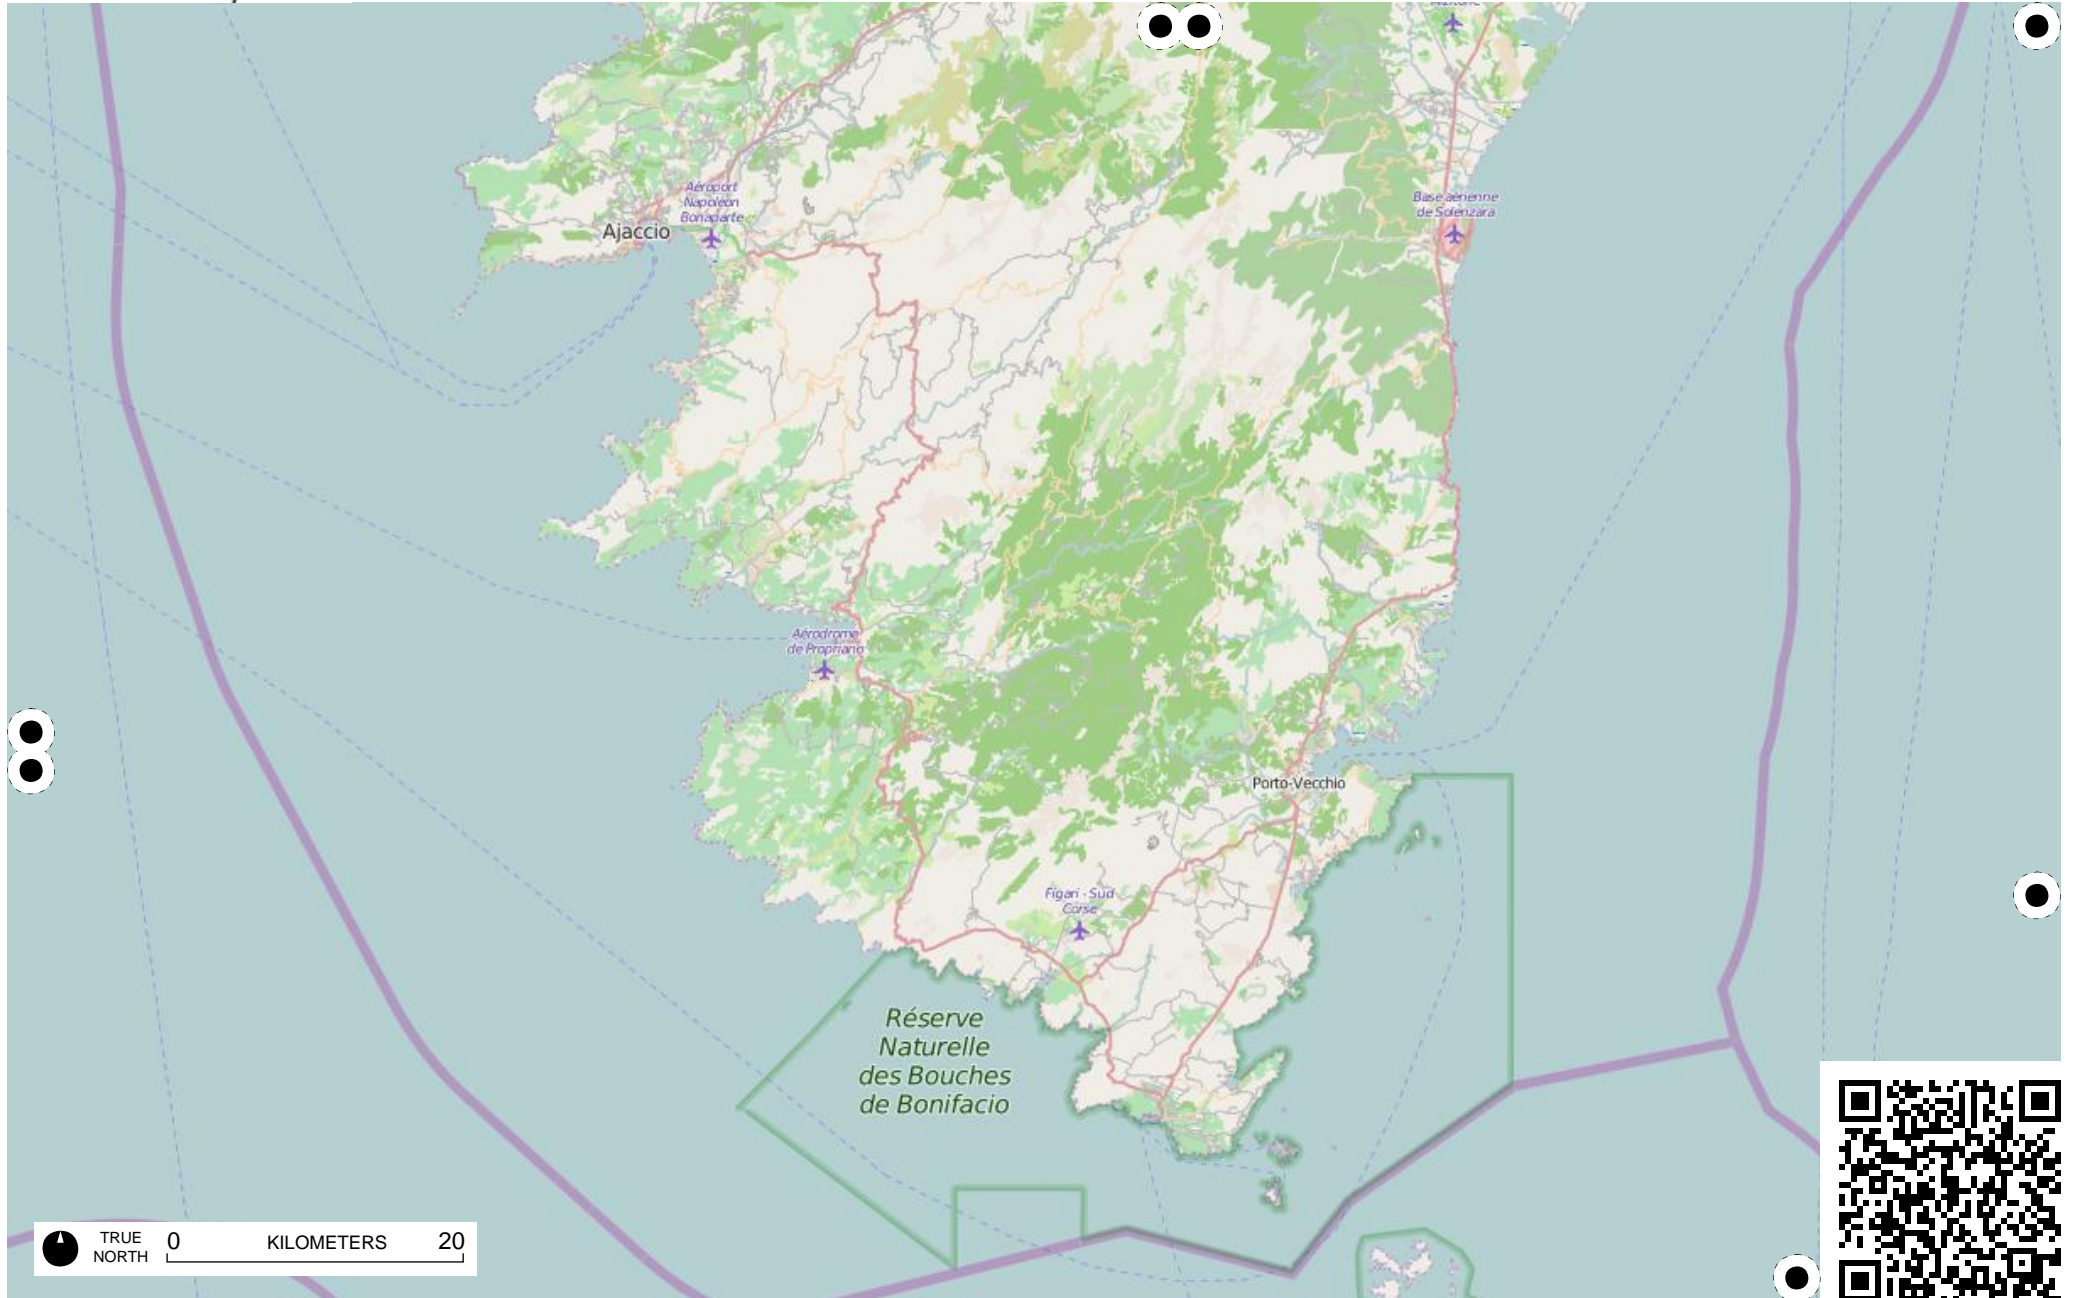 Aéroport
Napoléon
Bonaparte
Ajaccio
Base aérienne
de Solenzara
Aérodrome
de Propriano
Porto-Vecchio
Figari - Sud
Corse
Réserve
Naturelle
des Bouches
de Bonifacio
TRUE
NORTH
0 KILOMETERS 20